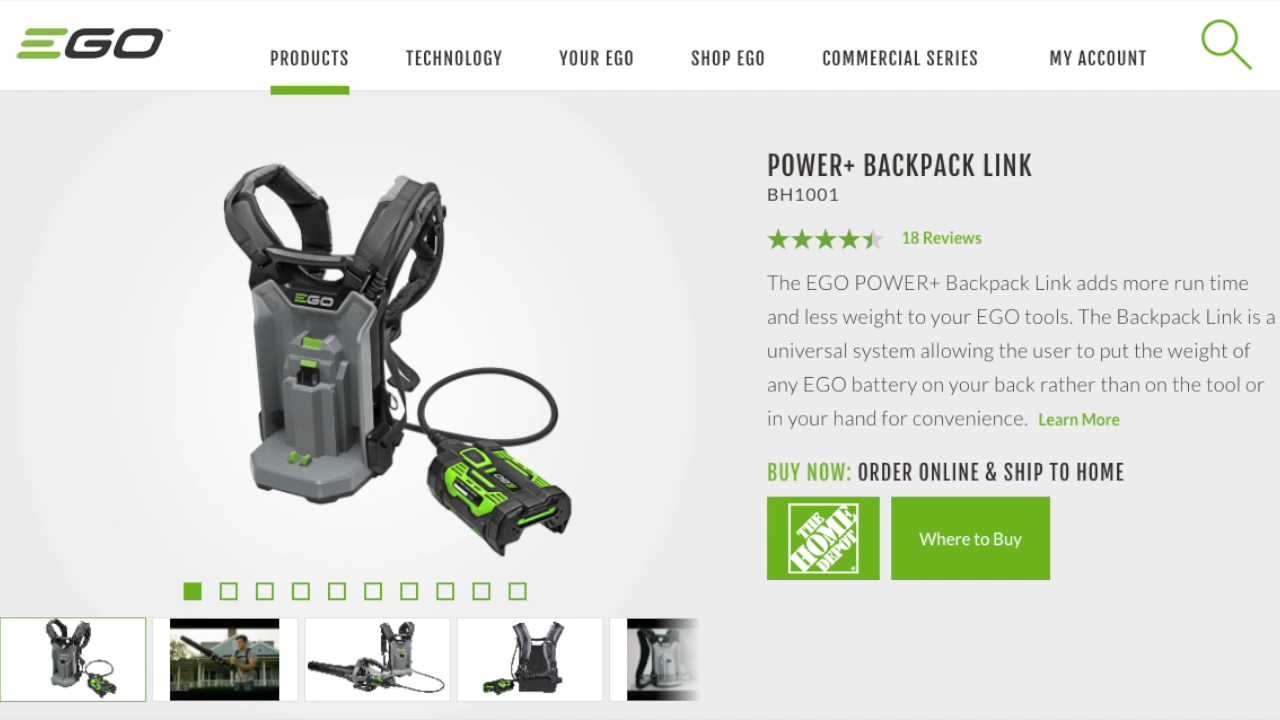 EGO
PRODUCTS
TECHNOLOGY
YOUR EGO
SHOP EGO
COMMERCIAL SERIES
MY ACCOUNT
POWER+ BACKPACK LINK
BH1001
18 Reviews
The EGO POWER+ Backpack Link adds more run time
and less weight to your EGO tools. The Backpack Link is a
universal system allowing the user to put the weight of
any EGO battery on your back rather than on the tool or
in your hand for convenience. Learn More
BUY NOW: ORDER ONLINE & SHIP TO HOME
THE
HOME
DEPOT
Where to Buy
EGO
EGO